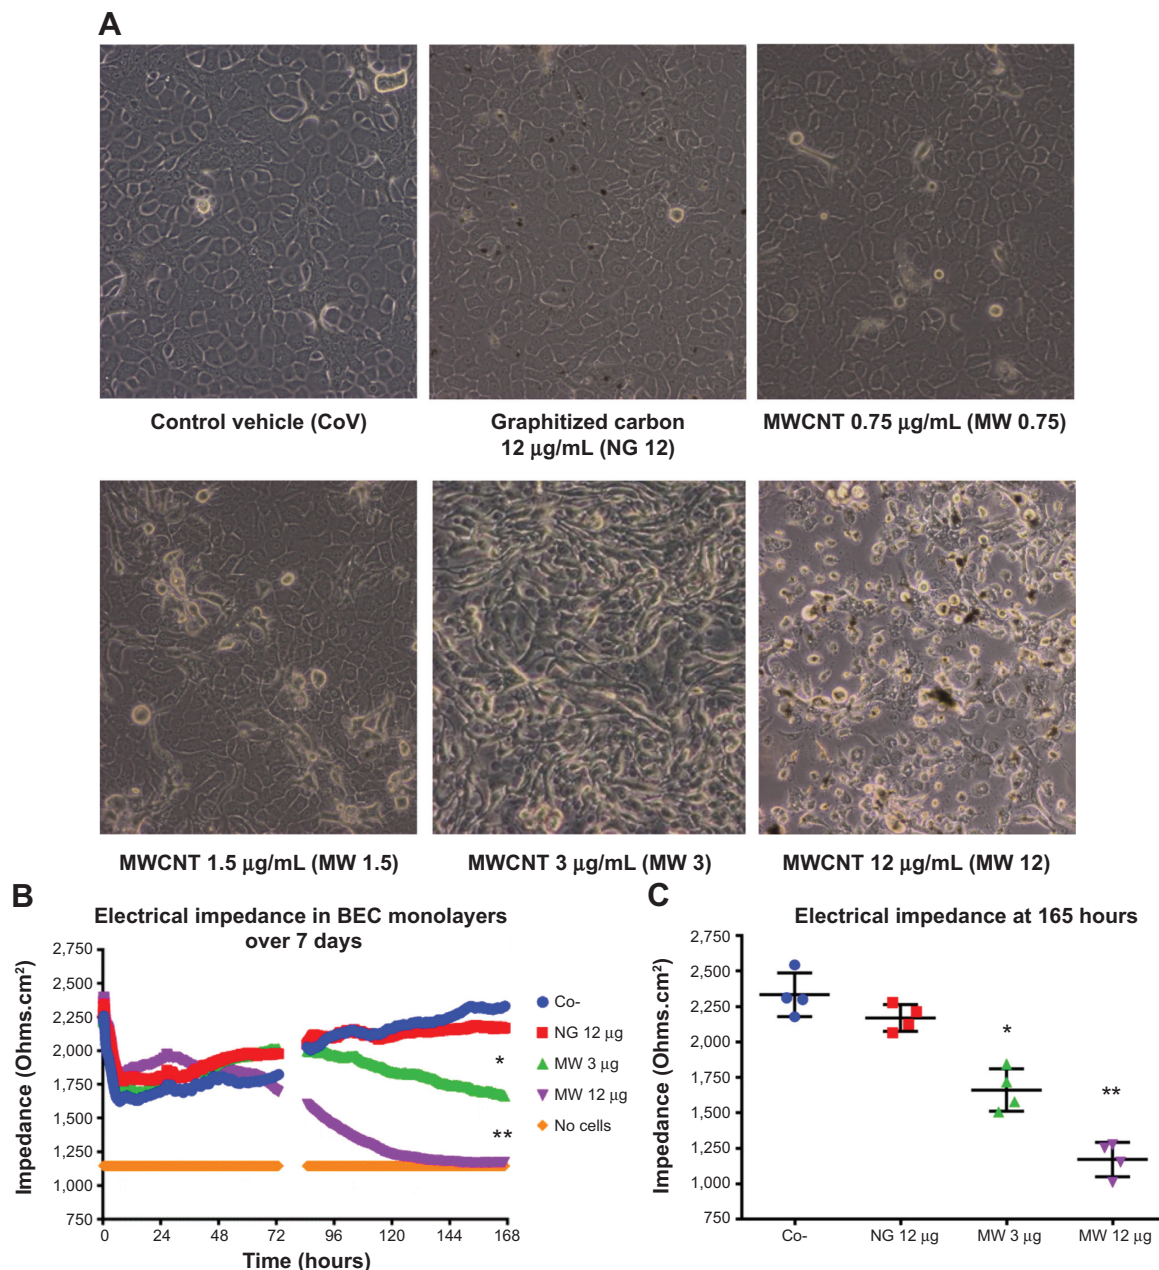 A
Control vehicle (CoV)
Graphitized carbon
12 μg/mL (NG 12)
MWCNT 0.75 μg/mL (MW 0.75)
MWCNT 1.5 μg/mL (MW 1.5)
MWCNT 3 μg/mL (MW 3)
MWCNT 12 μg/mL (MW 12)
B
Electrical impedance in BEC monolayers
over 7 days
Impedance (Ohms.cm²)
2,750
2,500
2,250
2,000
1,750
1,500
1,250
1,000
750
0 24 48 72 96 120 144 168
Time (hours)
*
**
Co-
NG 12 μg
MW 3 μg
MW 12 μg
No cells
C
Electrical impedance at 165 hours
Impedance (Ohms.cm²)
2,750
2,500
2,250
2,000
1,750
1,500
1,250
1,000
750
*
**
Co- NG 12 μg MW 3 μg MW 12 μg